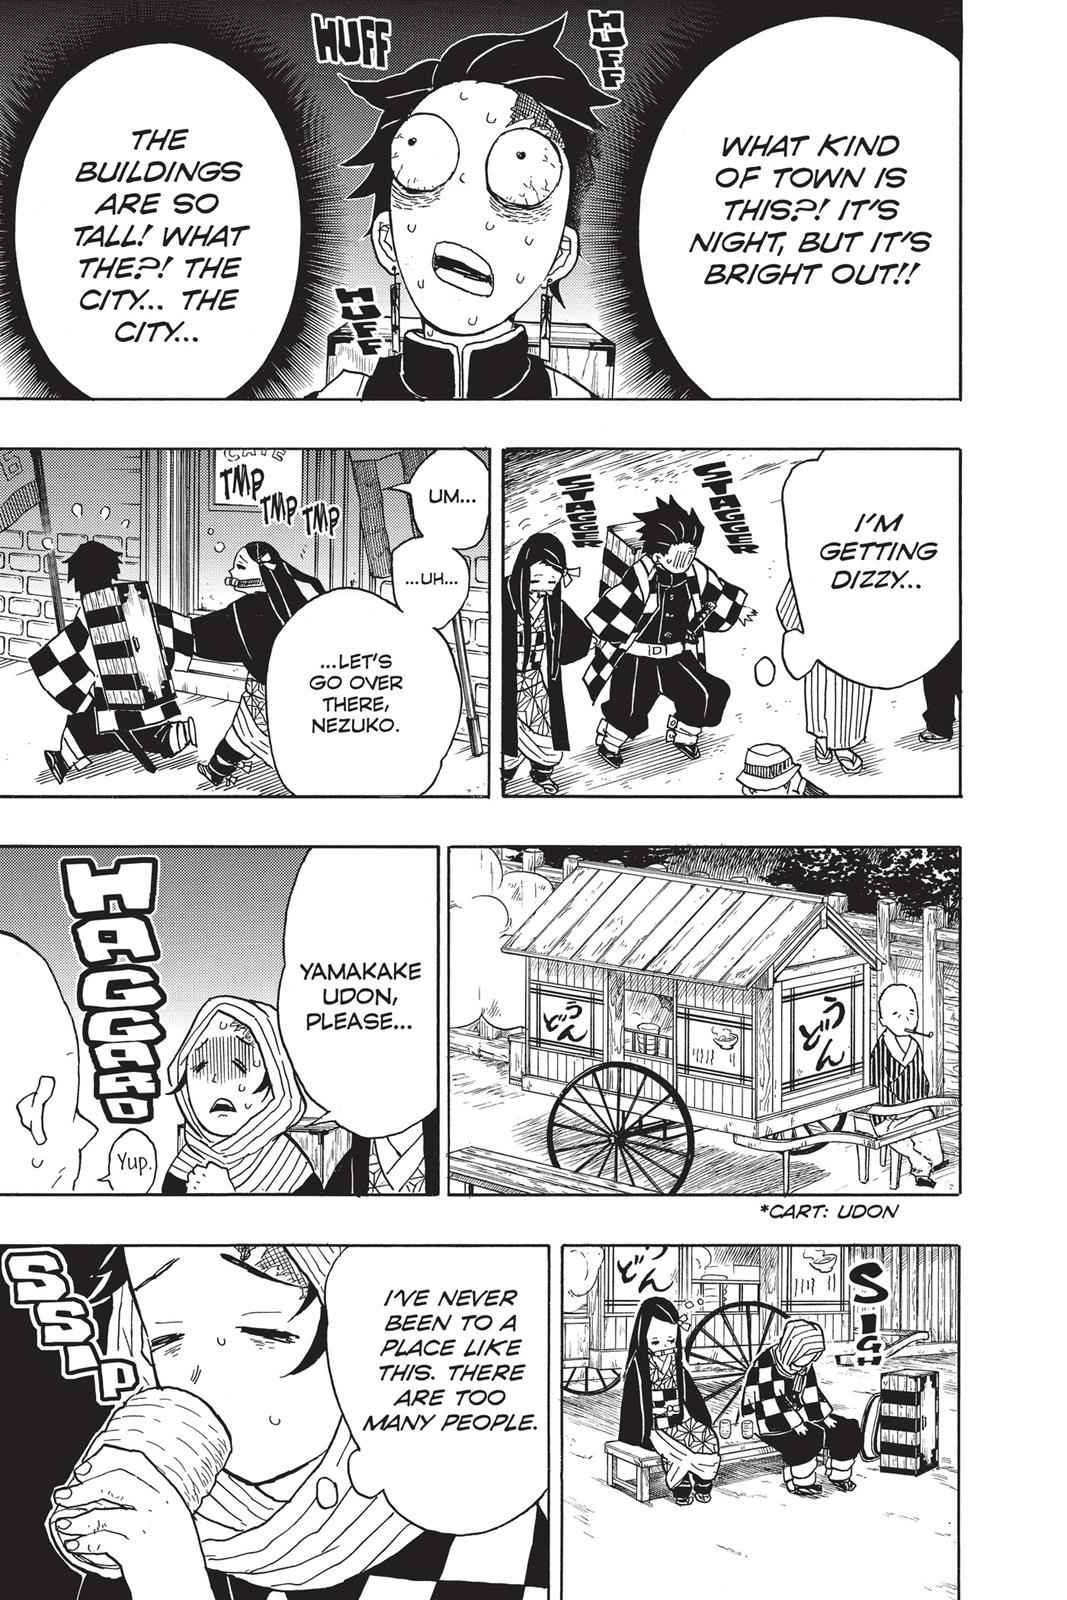 HUFF
HUFF
WHAT KIND
OF TOWN IS
THIS?! IT'S
NIGHT, BUT IT'S
BRIGHT OUT!!
THE
BUILDINGS
ARE SO
TALL! WHAT
THE?! THE
CITY... THE
CITY...
HUFF
I'M
GETTING
DIZZY...
STAGGER
STAGGER
UM...
...UH...
...LET'S
GO OVER
THERE,
NEZUKO.
CAFE
TMP
TMP
TMP
うどん
うどん
*CART: UDON
YAMAKAKE
UDON,
PLEASE...
HAGGARD
Yup.
うどん
SIGH
I'VE NEVER
BEEN TO A
PLACE LIKE
THIS. THERE
ARE TOO
MANY PEOPLE.
SSIP